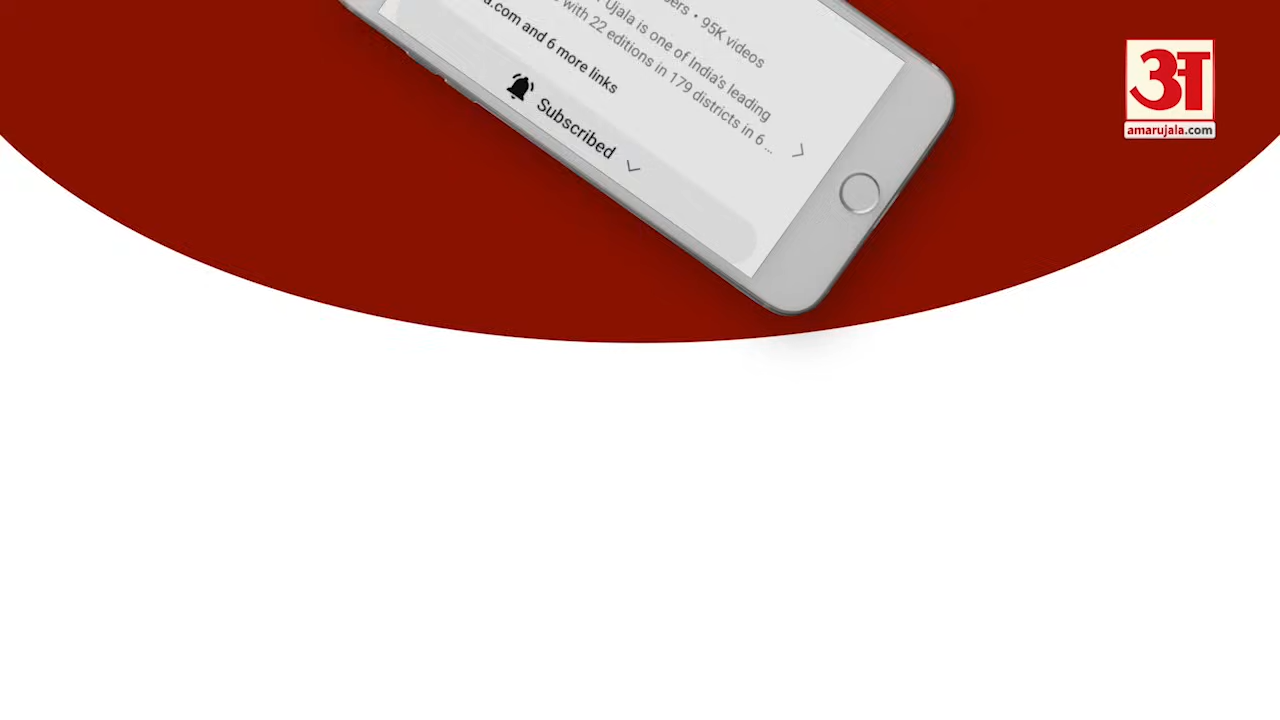 95K videos
Ujala is one of India's leading
with 22 editions in 179 districts in 6 ...
.com and 6 more links
Subscribed
अ
amarujala.com